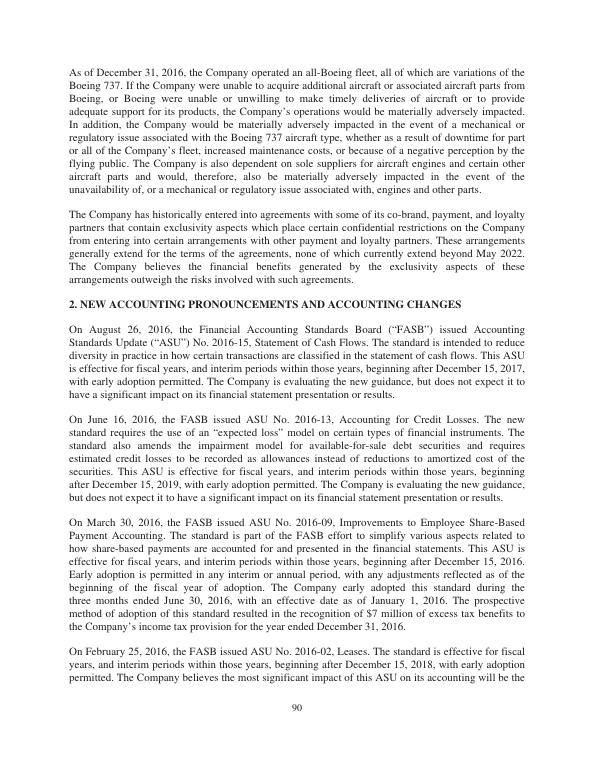 As of December 31, 2016, the Company operated an all-Boeing fleet, all of which are variations of the
Boeing 737. If the Company were unable to acquire additional aircraft or associated aircraft parts from
Boeing, or Boeing were unable or unwilling to make timely deliveries of aircraft or to provide
adequate support for its products, the Company's operations would be materially adversely impacted.
In addition, the Company would be materially adversely impacted in the event of a mechanical or
regulatory issue associated with the Boeing 737 aircraft type, whether as a result of downtime for part
or all of the Company's fleet, increased maintenance costs, or because of a negative perception by the
flying public. The Company is also dependent on sole suppliers for aircraft engines and certain other
aircraft parts and would, therefore, also be materially adversely impacted in the event of the
unavailability of, or a mechanical or regulatory issue associated with, engines and other parts.
The Company has historically entered into agreements with some of its co-brand, payment, and loyalty
partners that contain exclusivity aspects which place certain confidential restrictions on the Company
from entering into certain arrangements with other payment and loyalty partners. These arrangements
generally extend for the terms of the agreements, none of which currently extend beyond May 2022.
The Company believes the financial benefits generated by the exclusivity aspects of these
arrangements outweigh the risks involved with such agreements.
2. NEW ACCOUNTING PRONOUNCEMENTS AND ACCOUNTING CHANGES
On August 26, 2016, the Financial Accounting Standards Board (“FASB”) issued Accounting
Standards Update (“ASU”) No. 2016-15, Statement of Cash Flows. The standard is intended to reduce
diversity in practice in how certain transactions are classified in the statement of cash flows. This ASU
is effective for fiscal years, and interim periods within those years, beginning after December 15, 2017,
with early adoption permitted. The Company is evaluating the new guidance, but does not expect it to
have a significant impact on its financial statement presentation or results.
On June 16, 2016, the FASB issued ASU No. 2016-13, Accounting for Credit Losses. The new
standard requires the use of an “expected loss” model on certain types of financial instruments. The
standard also amends the impairment model for available-for-sale debt securities and requires
estimated credit losses to be recorded as allowances instead of reductions to amortized cost of the
securities. This ASU is effective for fiscal years, and interim periods within those years, beginning
after December 15, 2019, with early adoption permitted. The Company is evaluating the new guidance,
but does not expect it to have a significant impact on its financial statement presentation or results.
On March 30, 2016, the FASB issued ASU No. 2016-09, Improvements to Employee Share-Based
Payment Accounting. The standard is part of the FASB effort to simplify various aspects related to
how share-based payments are accounted for and presented in the financial statements. This ASU is
effective for fiscal years, and interim periods within those years, beginning after December 15, 2016.
Early adoption is permitted in any interim or annual period, with any adjustments reflected as of the
beginning of the fiscal year of adoption. The Company early adopted this standard during the
three months ended June 30, 2016, with an effective date as of January 1, 2016. The prospective
method of adoption of this standard resulted in the recognition of $7 million of excess tax benefits to
the Company's income tax provision for the year ended December 31, 2016.
On February 25, 2016, the FASB issued ASU No. 2016-02, Leases. The standard is effective for fiscal
years, and interim periods within those years, beginning after December 15, 2018, with early adoption
permitted. The Company believes the most significant impact of this ASU on its accounting will be the
90